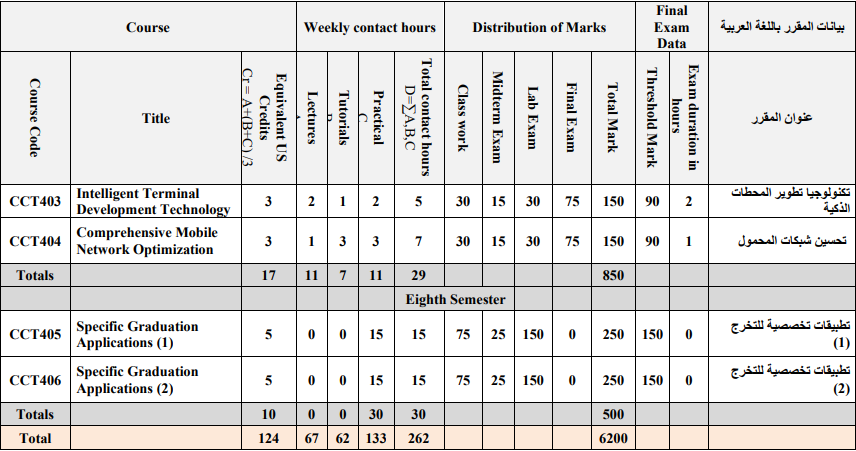 Course Weekly contact hours Distribution of Marks Final Exam Data بيانات المقرر باللغة العربية
Course Code Title Equivalent US Credits Cr = A+(B+C) /3 Lectures Tutorials Practical Total contact hours D=∑A,B,C Class work Midterm Exam Lab Exam Final Exam Total Mark Threshold Mark Exam duration in hours عنوان المقرر
CCT403 Intelligent Terminal Development Technology 3 2 1 2 5 30 15 30 75 150 90 2 تكنولوجيا تطوير المحطات الذكية
CCT404 Comprehensive Mobile Network Optimization 3 1 3 3 7 30 15 30 75 150 90 1 تحسين شبكات المحمول
Totals 17 11 7 11 29 850
Eighth Semester
CCT405 Specific Graduation Applications (1) 5 0 0 15 15 75 25 150 0 250 150 0 تطبيقات تخصصية للتخرج (1)
CCT406 Specific Graduation Applications (2) 5 0 0 15 15 75 25 150 0 250 150 0 تطبيقات تخصصية للتخرج (2)
Totals 10 0 0 30 30 500
Total 124 67 62 133 262 6200